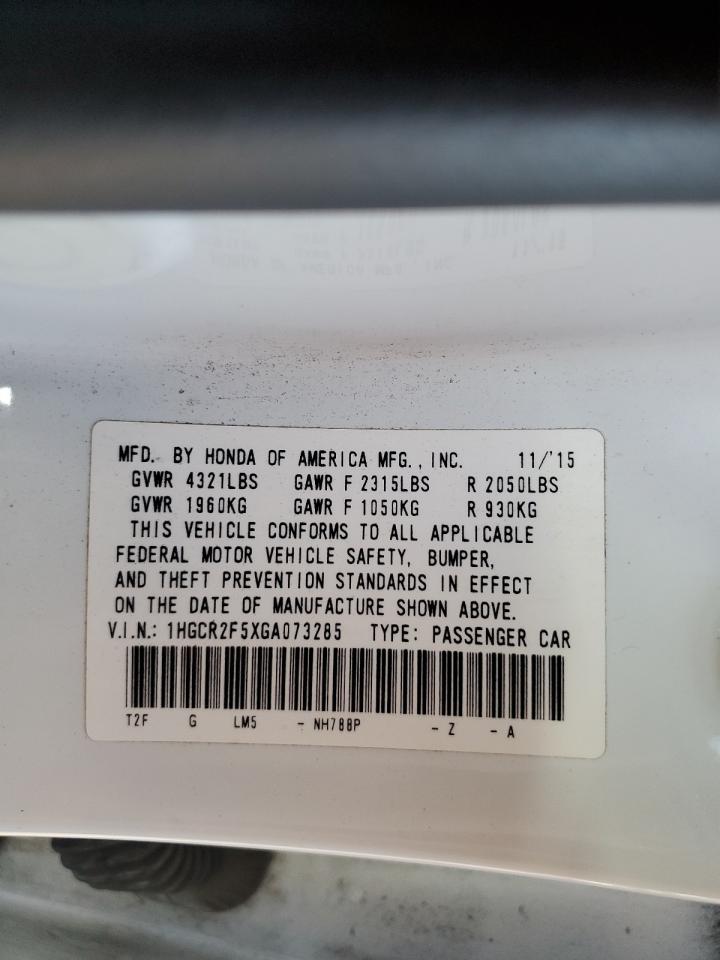 MFD. BY HONDA OF AMERICA MFG., INC. 11/'15
GVWR 4321LBS GAWR F 2315LBS R 2050LBS
GVWR 1960KG GAWR F 1050KG R 930KG
THIS VEHICLE CONFORMS TO ALL APPLICABLE
FEDERAL MOTOR VEHICLE SAFETY, BUMPER,
AND THEFT PREVENTION STANDARDS IN EFFECT
ON THE DATE OF MANUFACTURE SHOWN ABOVE.
V.I.N.: 1HGCR2F5XGA073285 TYPE: PASSENGER CAR
T2F G LM5 - NH788P - Z - A